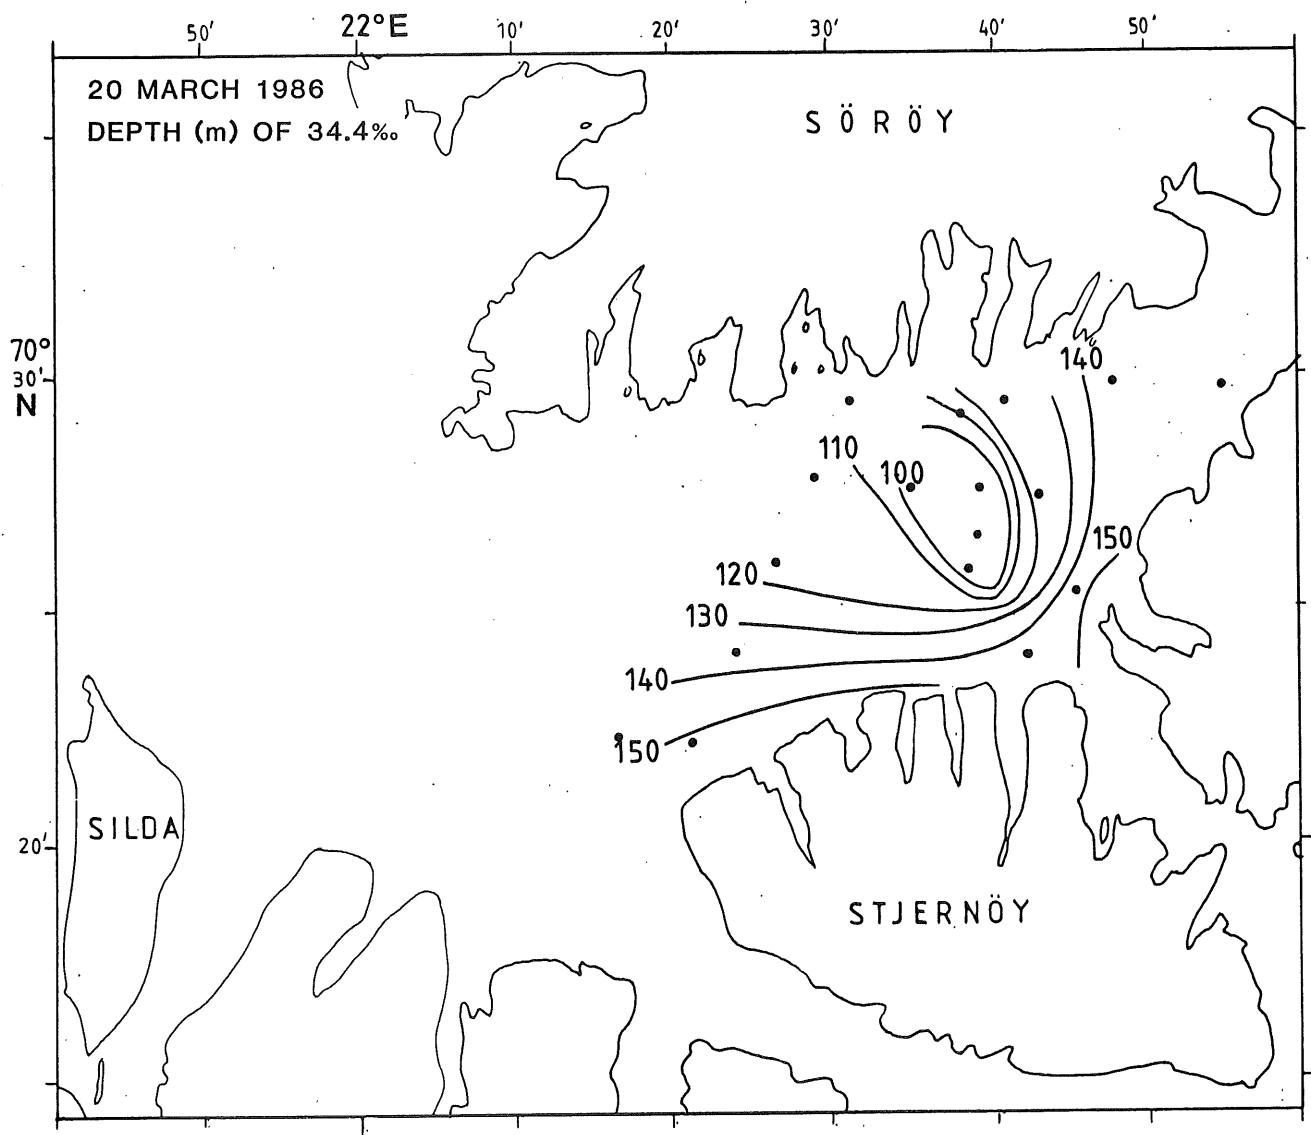 50' 22°E 10' 20' 30' 40' 50'
20 MARCH 1986
DEPTH (m) OF 34.4‰
SÖRÖY
70°
30'
N
140
110
100
150
120
130
140
150
SILDA
20'
STJERNÖY